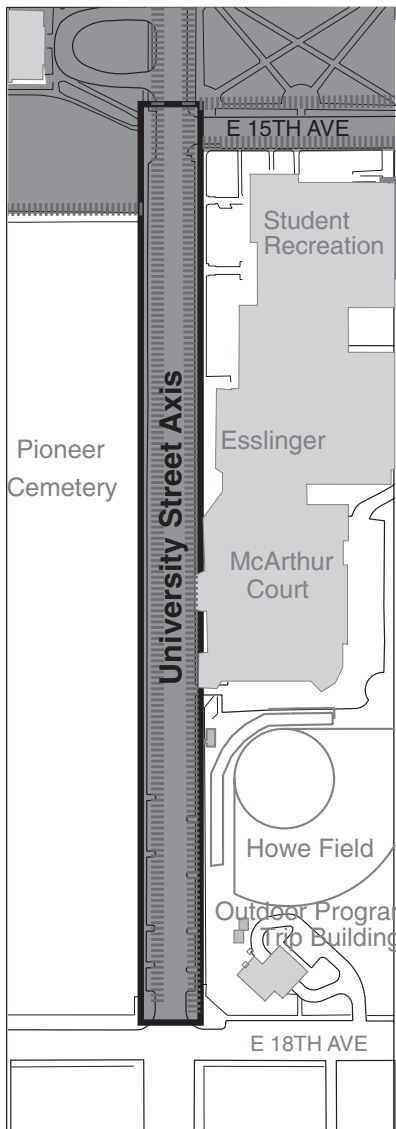 E 15TH AVE
Student
Recreation
University Street Axis
Pioneer
Cemetery
Esslinger
McArthur
Court
Howe Field
Outdoor Progra
Trip Building
E 18TH AVE